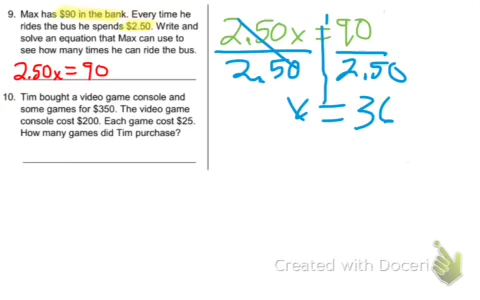 9. Max has $90 in the bank. Every time he
rides the bus he spends $2.50. Write and
solve an equation that Max can use to
see how many times he can ride the bus.
2.50x = 90
10. Tim bought a video game console and
some games for $350. The video game
console cost $200. Each game cost $25.
How many games did Tim purchase?
2.50x = 90
2.50 2.50
x = 36
Created with Doceri